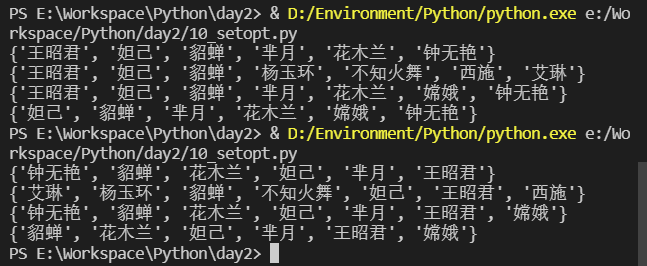 PS E:\Workspace\Python\day2> & D:/Environment/Python/python.exe e:/Wo
rkspace/Python/day2/10_setopt.py
{'王昭君', '妲己', '貂蝉', '芈月', '花木兰', '钟无艳'}
{'王昭君', '妲己', '貂蝉', '杨玉环', '不知火舞', '西施', '艾琳'}
{'王昭君', '妲己', '貂蝉', '芈月', '花木兰', '嫦娥', '钟无艳'}
{'妲己', '貂蝉', '芈月', '花木兰', '嫦娥', '钟无艳'}
PS E:\Workspace\Python\day2> & D:/Environment/Python/python.exe e:/Wo
rkspace/Python/day2/10_setopt.py
{'钟无艳', '貂蝉', '花木兰', '妲己', '芈月', '王昭君'}
{'艾琳', '杨玉环', '貂蝉', '不知火舞', '妲己', '王昭君', '西施'}
{'钟无艳', '貂蝉', '花木兰', '妲己', '芈月', '王昭君', '嫦娥'}
{'貂蝉', '花木兰', '妲己', '芈月', '王昭君', '嫦娥'}
PS E:\Workspace\Python\day2>